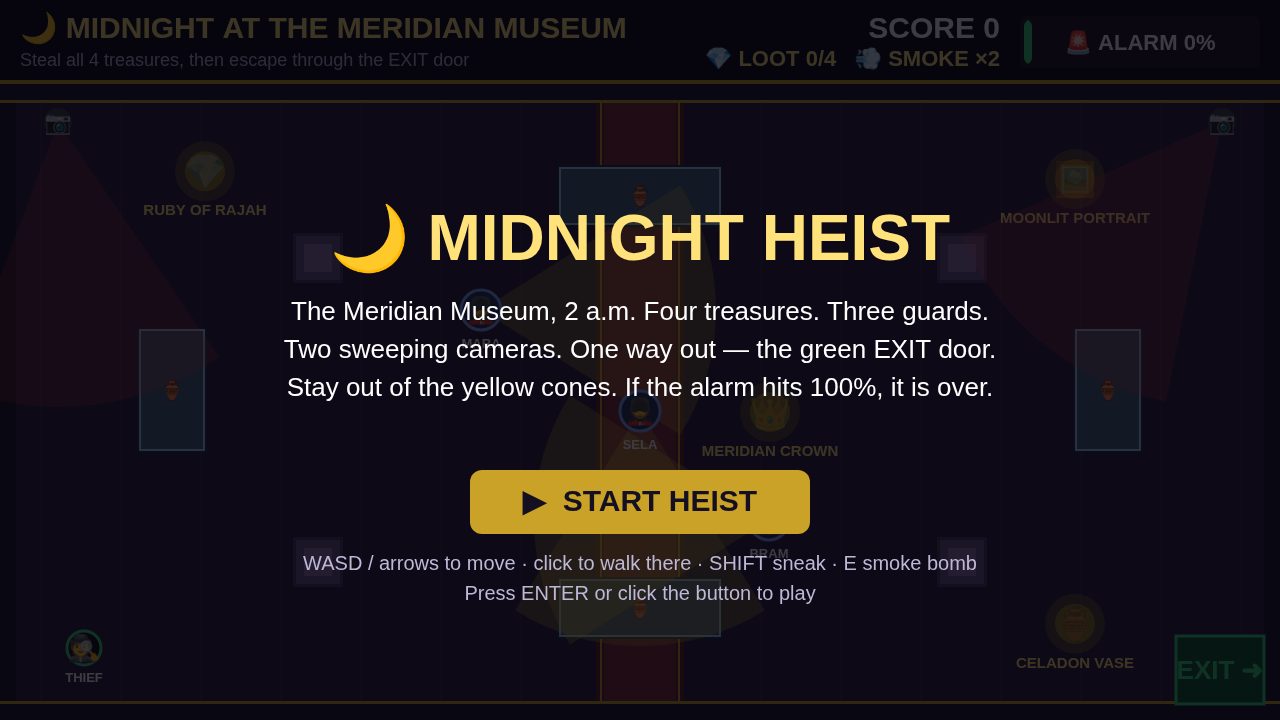 🌙 MIDNIGHT AT THE MERIDIAN MUSEUM
Steal all 4 treasures, then escape through the EXIT door
SCORE 0
💎 LOOT 0/4 💨 SMOKE ×2
🚨 ALARM 0%
RUBY OF RAJAH
MOONLIT PORTRAIT
🌙 MIDNIGHT HEIST
The Meridian Museum, 2 a.m. Four treasures. Three guards.
MARA
Two sweeping cameras. One way out — the green EXIT door.
Stay out of the yellow cones. If the alarm hits 100%, it is over.
SELA
MERIDIAN CROWN
▶ START HEIST
BRAM
WASD / arrows to move · click to walk there · SHIFT sneak · E smoke bomb
Press ENTER or click the button to play
THIEF
CELADON VASE
EXIT ➜